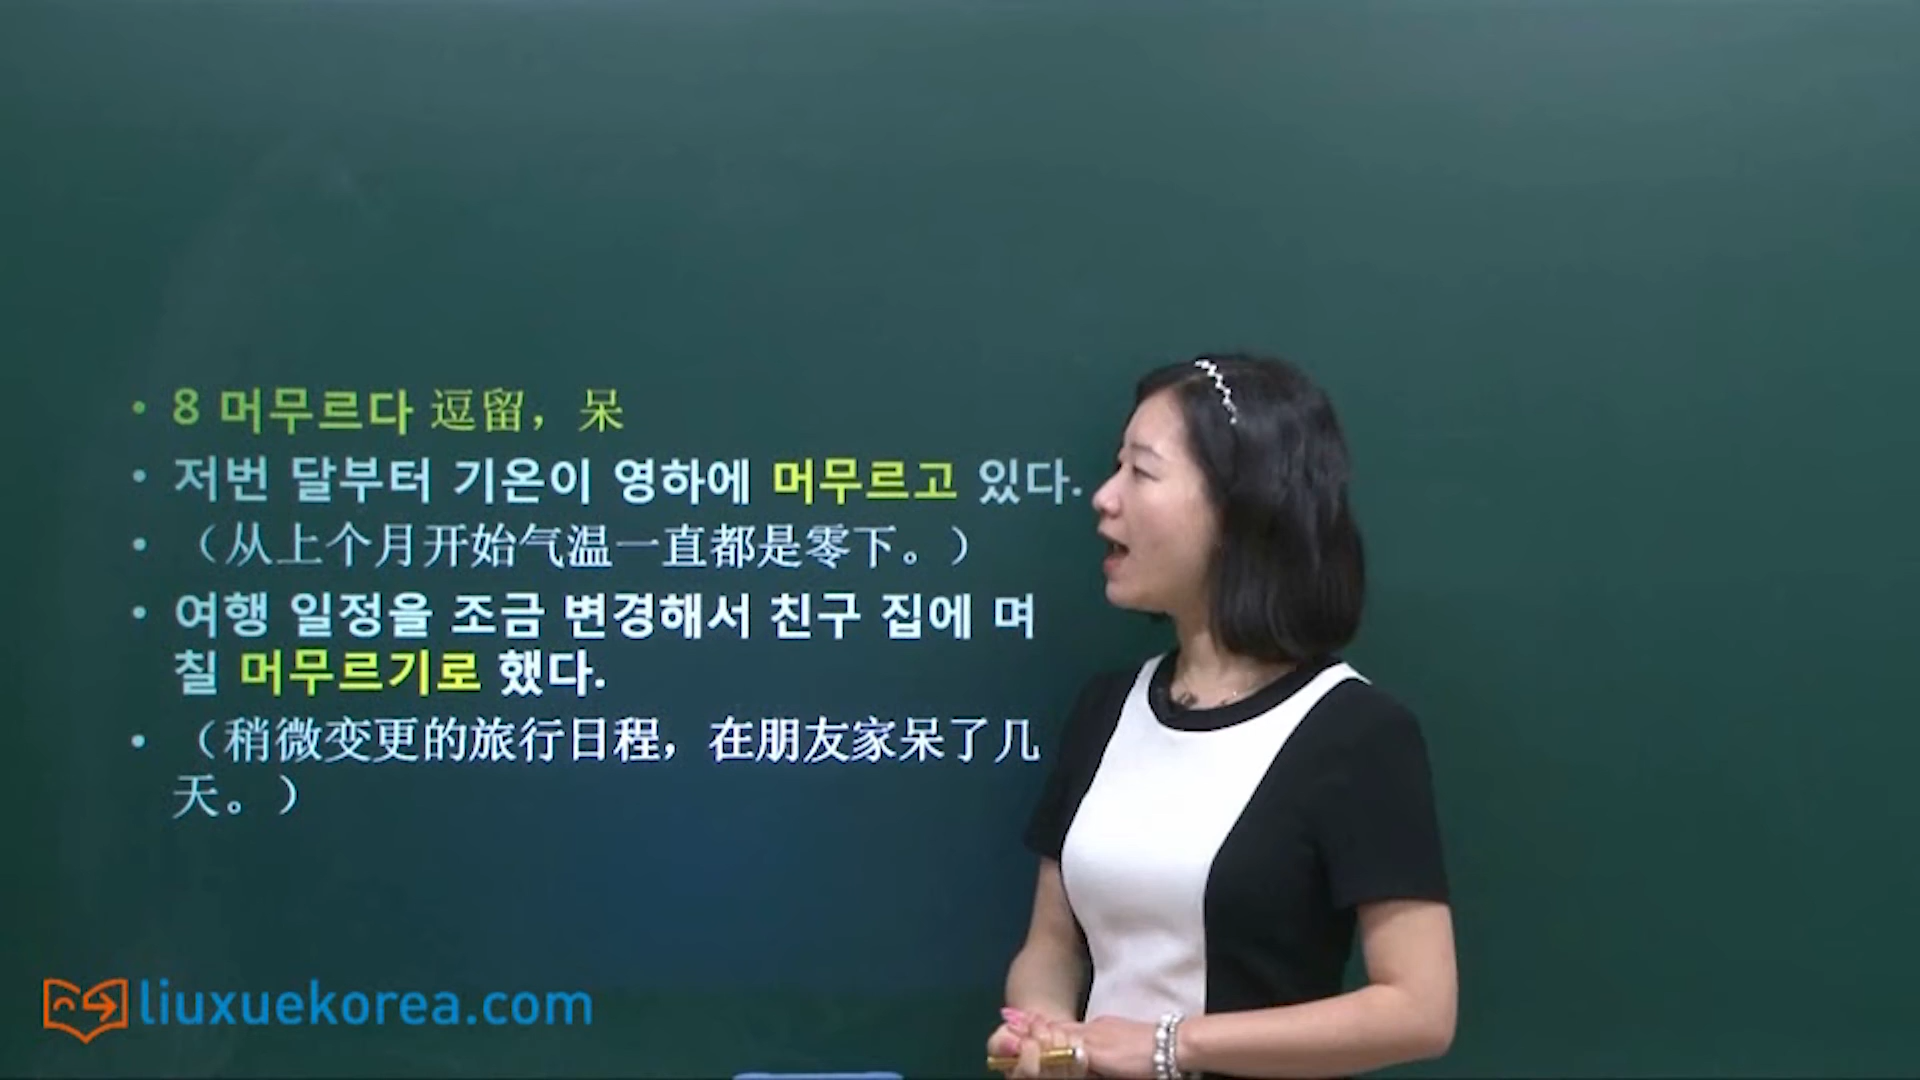 • 8 머무르다 逗留，呆
• 저번 달부터 기온이 영하에 머무르고 있다.
• （从上个月开始气温一直都是零下。）
• 여행 일정을 조금 변경해서 친구 집에 며
칠 머무르기로 했다.
• （稍微变更的旅行日程，在朋友家呆了几
天。）
liuxuekorea.com